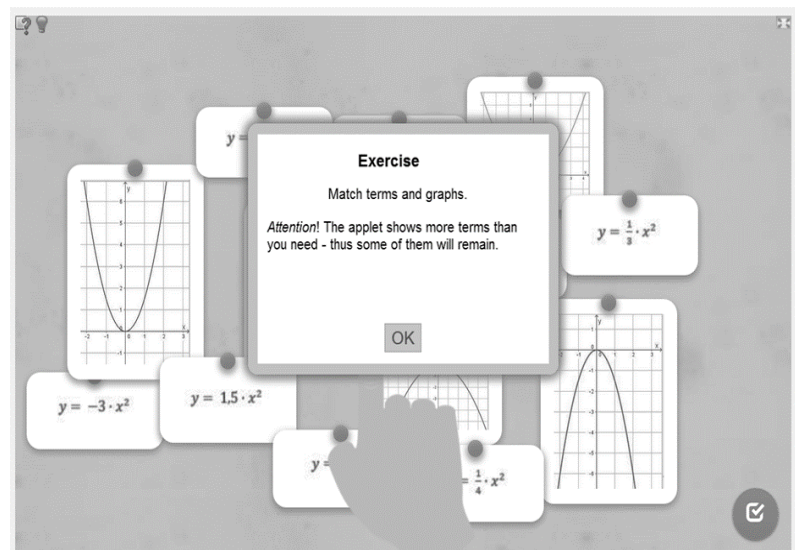 Exercise
Match terms and graphs.
Attention! The applet shows more terms than
you need - thus some of them will remain.
OK
y =
y = 1/3 · x²
y = −3 · x²
y = 1,5 · x²
y =
= 1/4 · x²